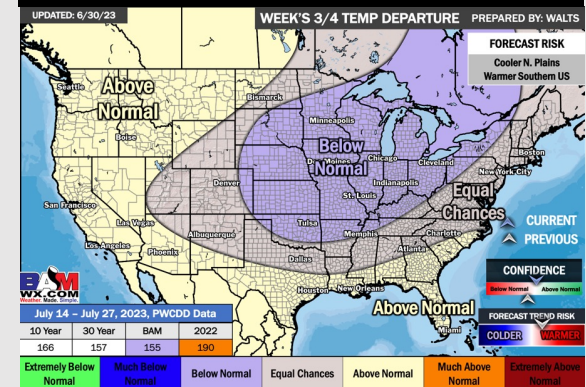 UPDATED: 6/30/23
WEEK'S 3/4 TEMP DEPARTURE
PREPARED BY: WALTS
FORECAST RISK
Cooler N. Plains
Warmer Southern US
Seattle
Above
Normal
Bismarck
Minneapolis
Boise
Below
Normal
Des Moines
Chicago
Cleveland
Boston
New York City
Denver
Indianapolis
St. Louis
Equal
Chances
San Francisco
Las Vegas
Tulsa
CURRENT
PREVIOUS
Los Angeles
Albuquerque
Memphis
Charlotte
Phoenix
Dallas
Atlanta
CONFIDENCE
Below Normal
Above Normal
BAM
WX.COM
Weather. Made. Simple.
Houston
New Orleans
Above Normal
Miami
FORECAST TREND RISK
COLDER
WARMER
July 14 – July 27, 2023, PWCDD Data
10 Year 30 Year BAM 2022
166 157 155 190
Extremely Below
Normal
Much Below
Normal
Below Normal
Equal Chances
Above Normal
Much Above
Normal
Extremely Above
Normal